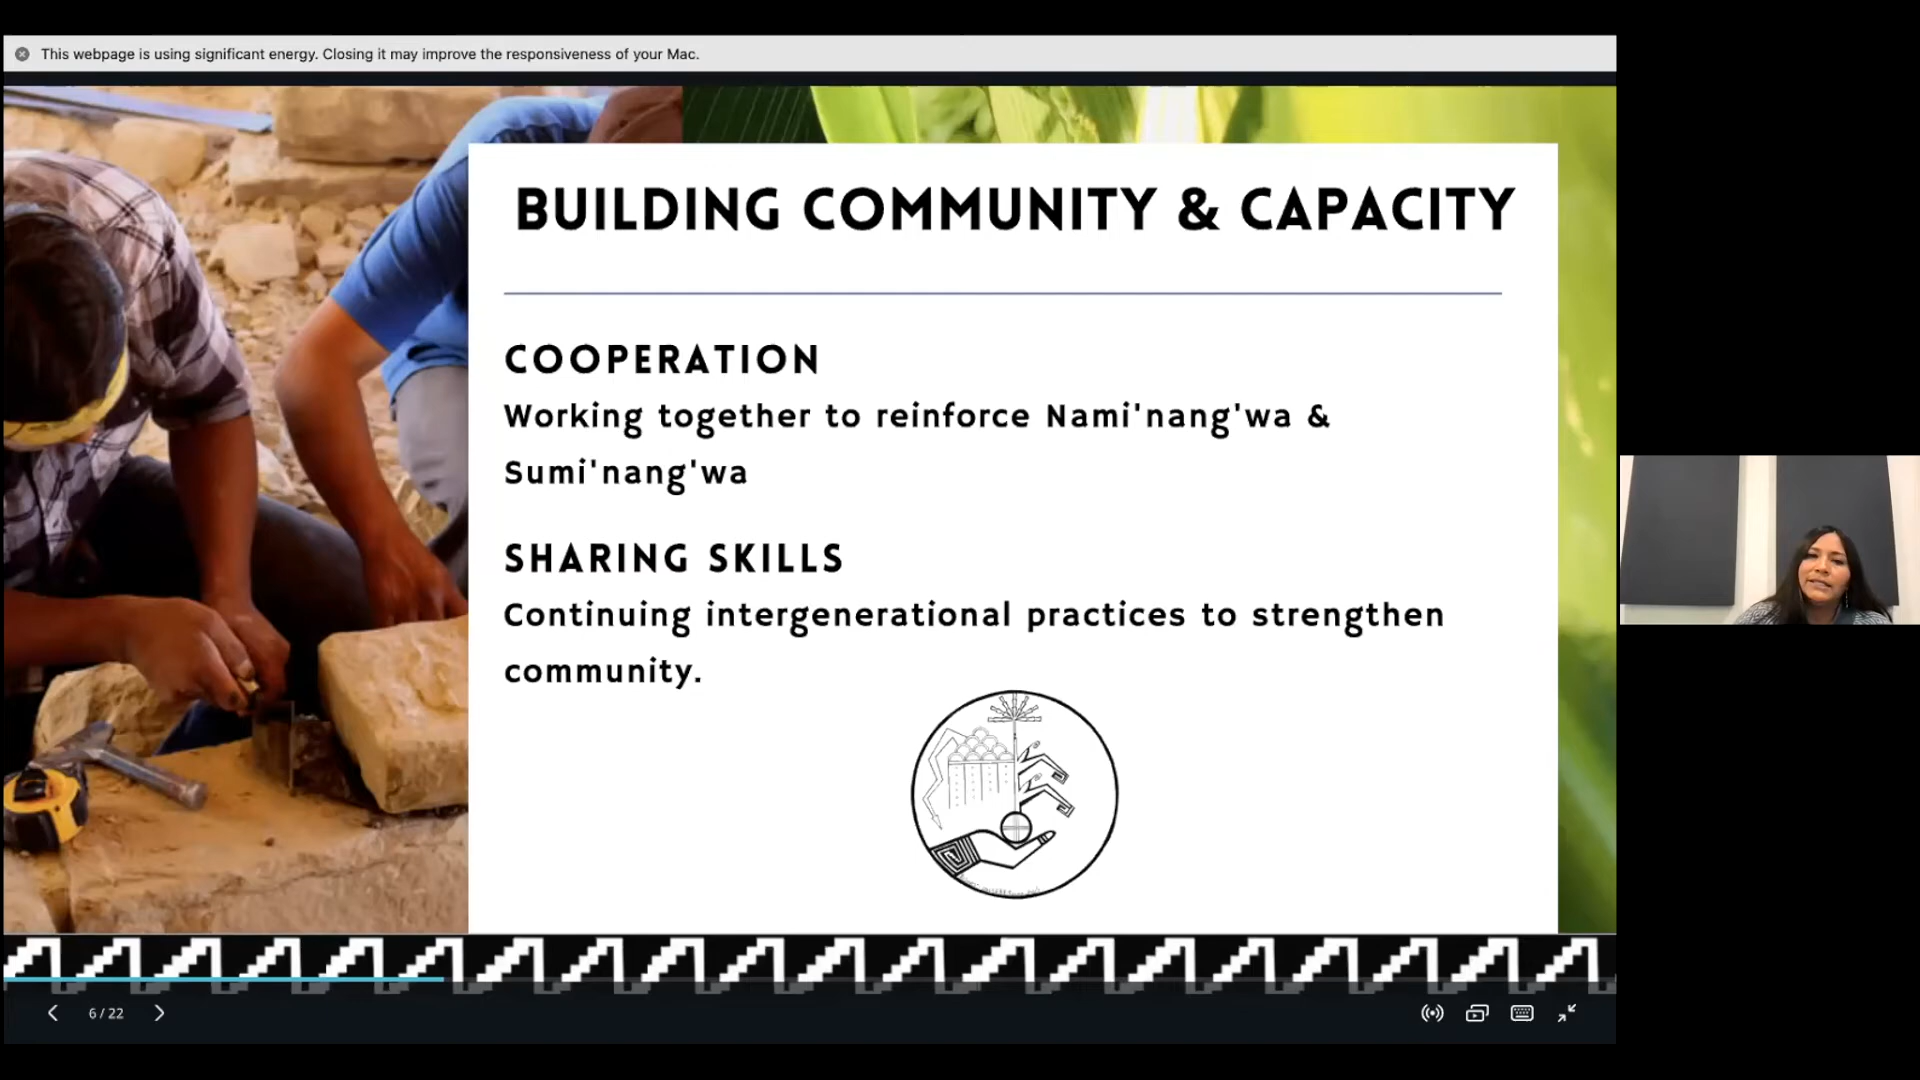 This webpage is using significant energy. Closing it may improve the responsiveness of your Mac.
BUILDING COMMUNITY & CAPACITY
COOPERATION
Working together to reinforce Nami'nang'wa &
Sumi'nang'wa
SHARING SKILLS
Continuing intergenerational practices to strengthen
community.
6 / 22